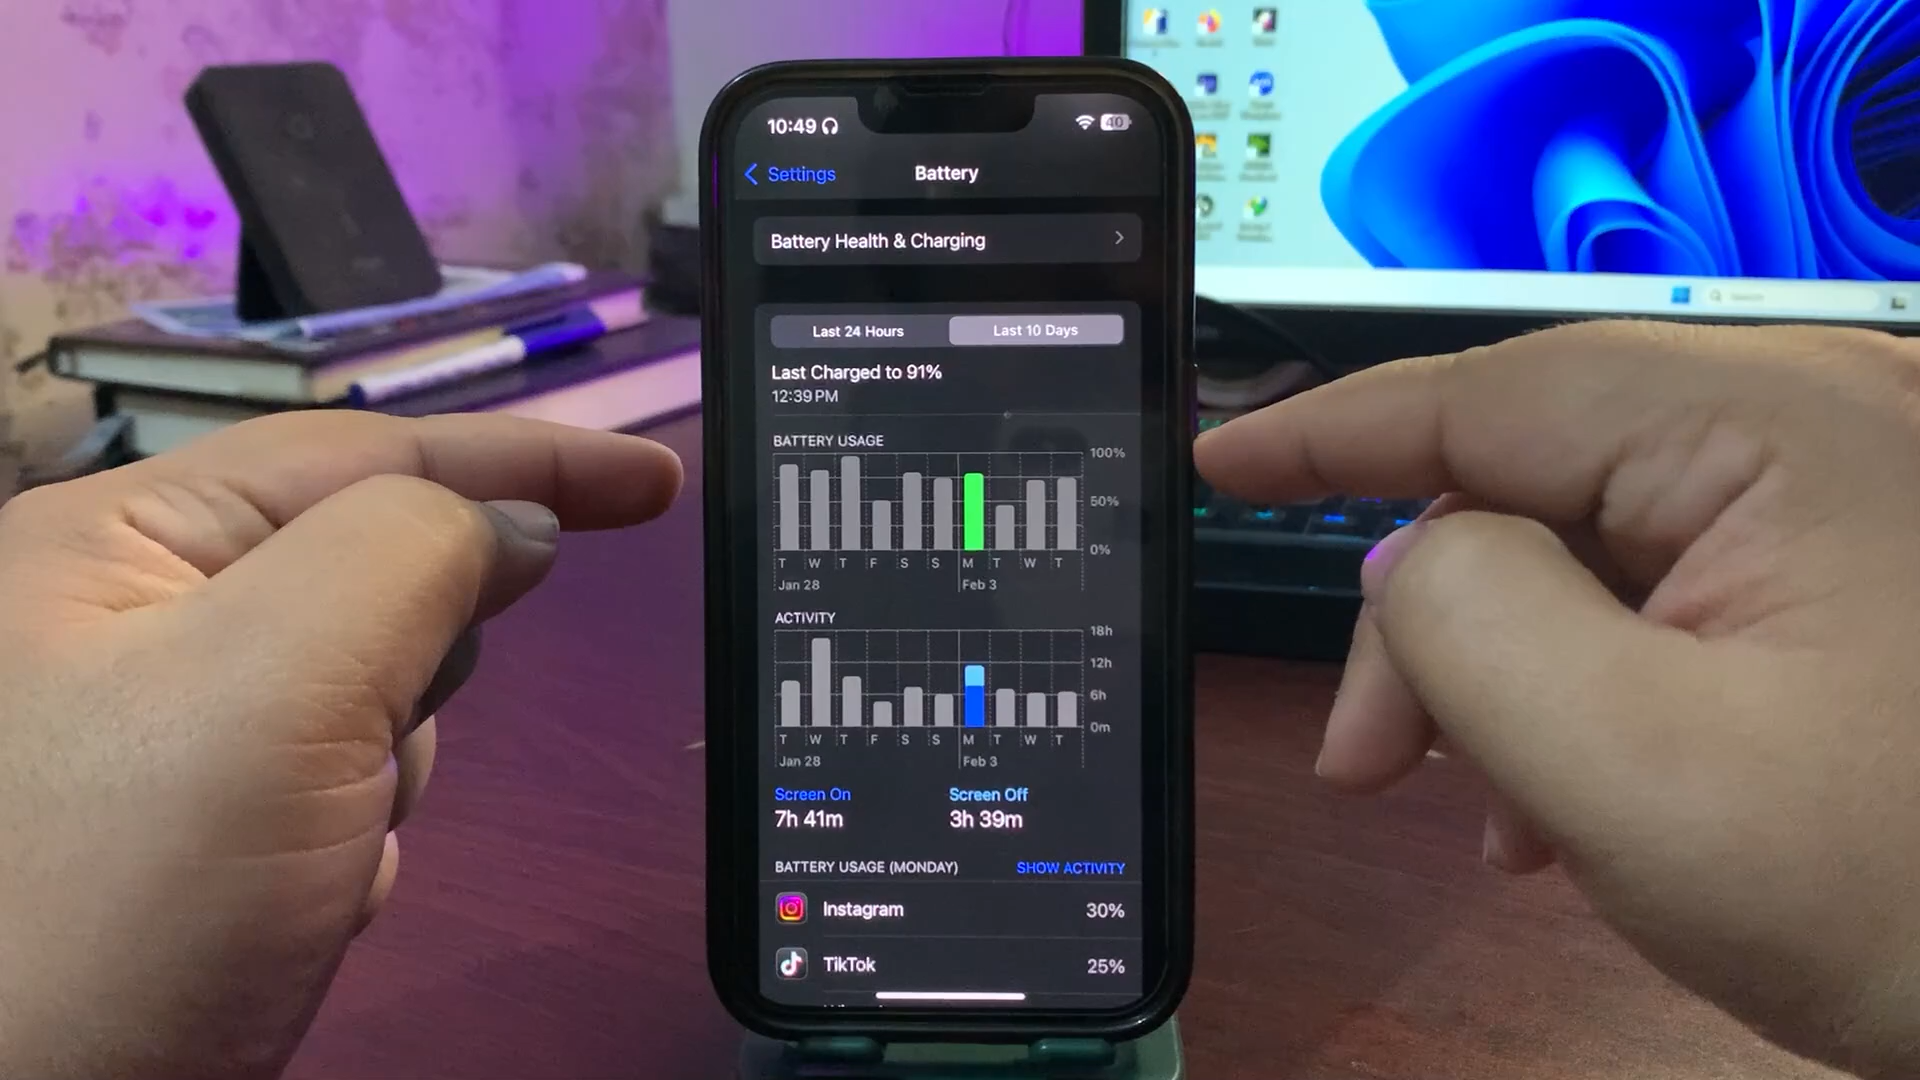 10:49
40
Settings
Battery
Battery Health & Charging
Last 24 Hours
Last 10 Days
Last Charged to 91%
12:39 PM
BATTERY USAGE
100%
50%
0%
T W T F S S M T W T
Jan 28
Feb 3
ACTIVITY
18h
12h
6h
0m
T W T F S S M T W T
Jan 28
Feb 3
Screen On
Screen Off
7h 41m
3h 39m
BATTERY USAGE (MONDAY)
SHOW ACTIVITY
Instagram
30%
TikTok
25%
Search